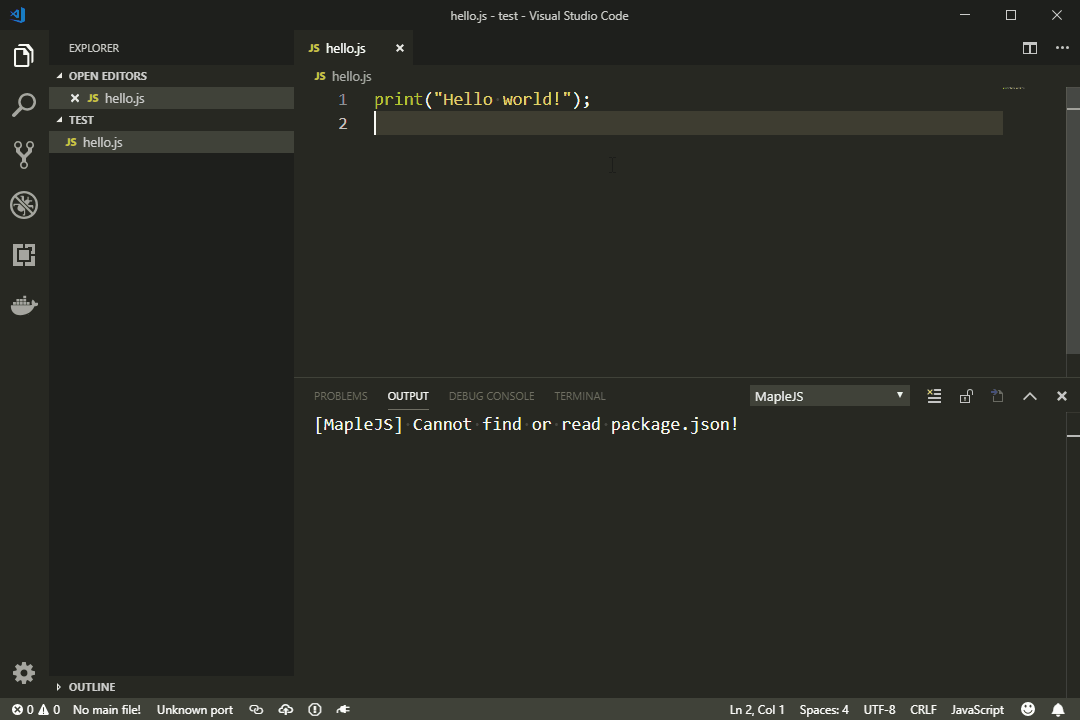 hello.js - test - Visual Studio Code
EXPLORER
OPEN EDITORS
JS hello.js
TEST
JS hello.js
OUTLINE
JS hello.js
JS hello.js
1 print("Hello world!");
2
PROBLEMS OUTPUT DEBUG CONSOLE TERMINAL MapleJS
[MapleJS] Cannot find or read package.json!
0 0 No main file! Unknown port Ln 2, Col 1 Spaces: 4 UTF-8 CRLF JavaScript